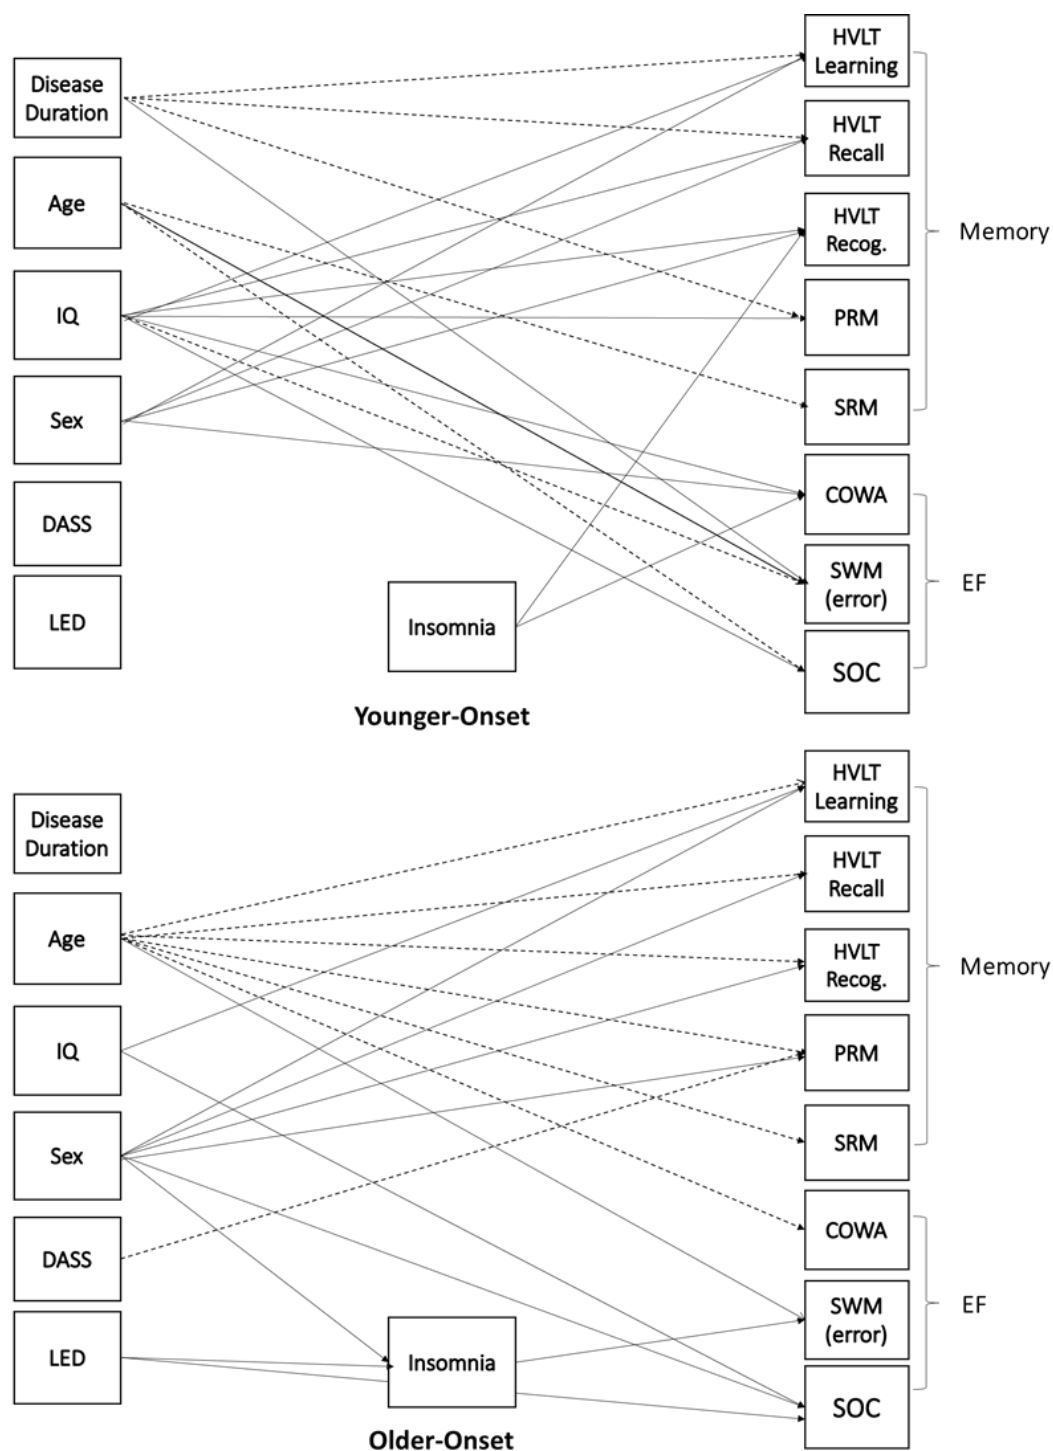 Disease
Duration
Age
IQ
Sex
DASS
LED
Insomnia
HVLT
Learning
HVLT
Recall
HVLT
Recog.
PRM
SRM
COWA
SWM
(error)
SOC
Memory
EF
Younger-Onset
Disease
Duration
Age
IQ
Sex
DASS
LED
Insomnia
HVLT
Learning
HVLT
Recall
HVLT
Recog.
PRM
SRM
COWA
SWM
(error)
SOC
Memory
EF
Older-Onset